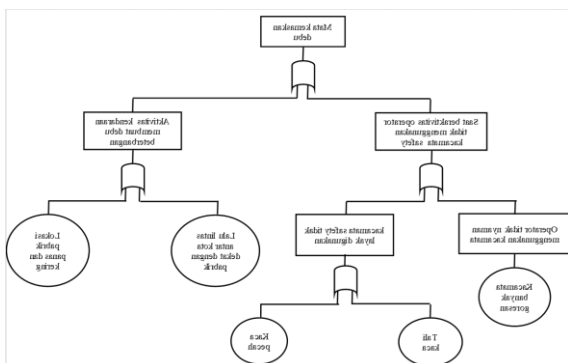 Mata kemaskan
debu
Aktivitas kendaraan
membuat debu
beterbangan
Saat beraktivitas operator
tidak menggunakan
kacamata safety
Lokasi
pabrik
panas dan
kering
Lalu lintas
antar kota
dekat dengan
pabrik
kacamata safety tidak
layak digunakan
Operator tidak nyaman
menggunakan kacamata
Kaca
pecah
Tali
kaca
Kacamata
banyak
goresan